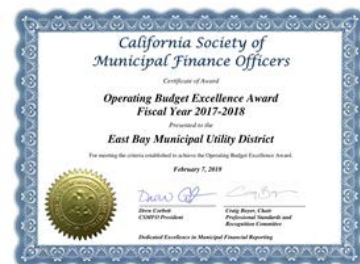 California Society of
Municipal Finance Officers
Certificate of Award
Operating Budget Excellence Award
Fiscal Year 2017-2018
Presented to the
East Bay Municipal Utility District
For meeting the criteria established to achieve the Operating Budget Excellence Award.
February 7, 2018
Drew Corbett
CSMFO President
Craig Boyer, Chair
Professional Standards and
Recognition Committee
Dedicated Excellence in Municipal Financial Reporting